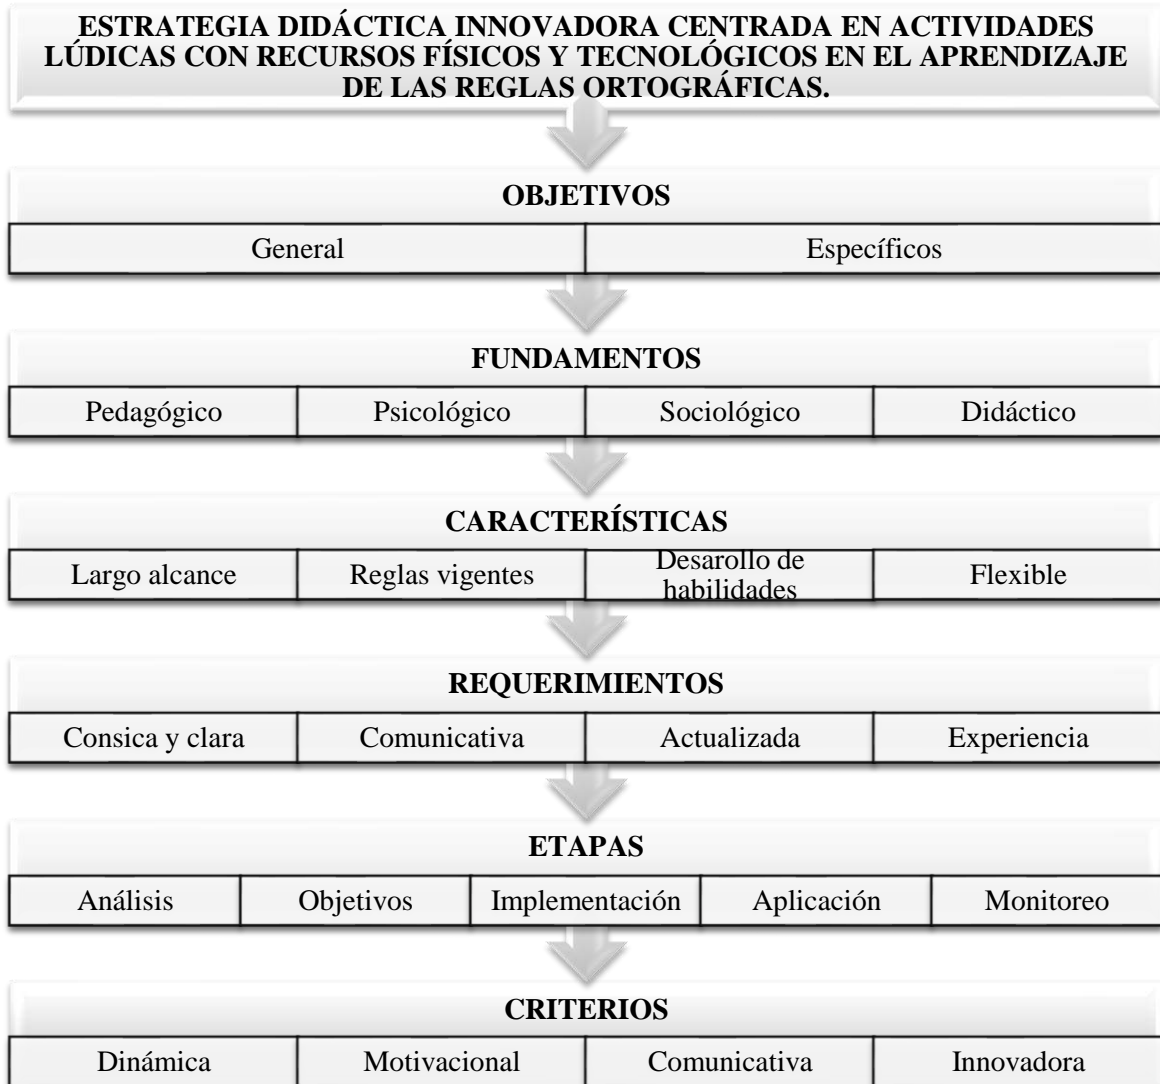 ESTRATEGIA DIDÁCTICA INNOVADORA CENTRADA EN ACTIVIDADES
LÚDICAS CON RECURSOS FÍSICOS Y TECNOLÓGICOS EN EL APRENDIZAJE
DE LAS REGLAS ORTOGRÁFICAS.
OBJETIVOS
General
Específicos
FUNDAMENTOS
Pedagógico
Psicológico
Sociológico
Didáctico
CARACTERÍSTICAS
Largo alcance
Reglas vigentes
Desarollo de
habilidades
Flexible
REQUERIMIENTOS
Consica y clara
Comunicativa
Actualizada
Experiencia
ETAPAS
Análisis
Objetivos
Implementación
Aplicación
Monitoreo
CRITERIOS
Dinámica
Motivacional
Comunicativa
Innovadora